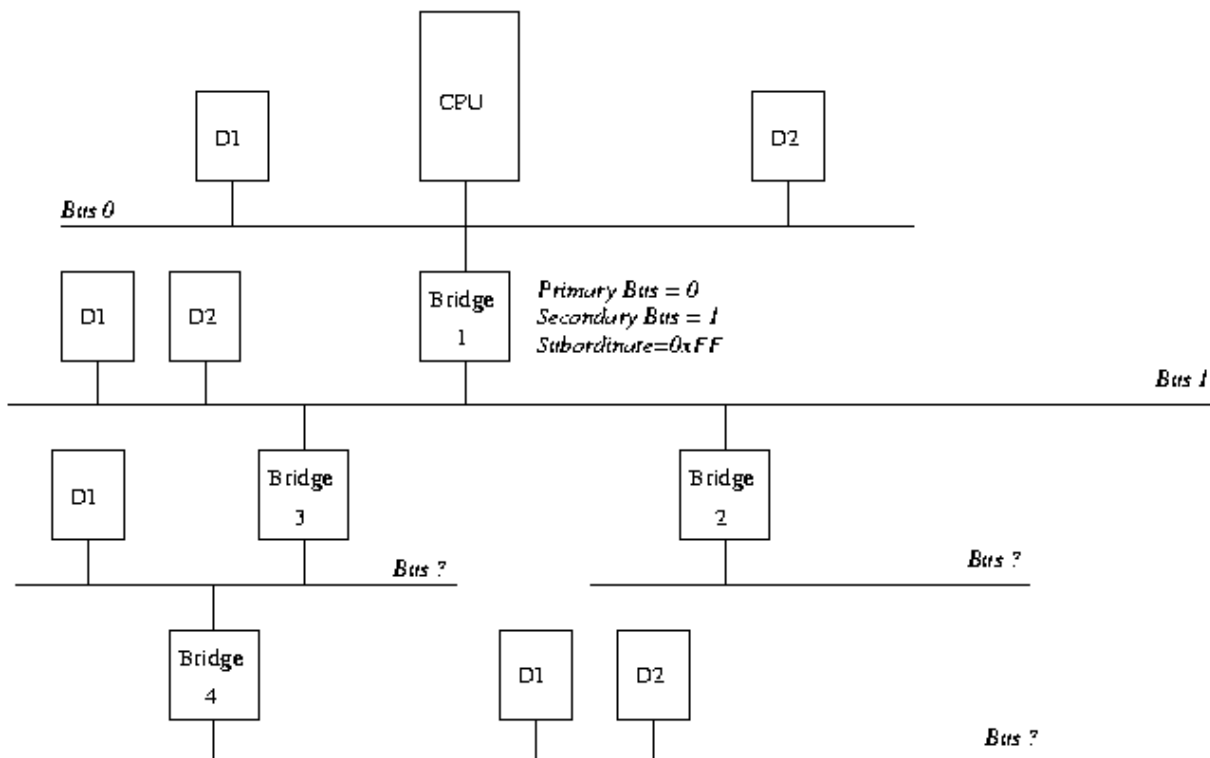 CPU
D1
D2
Bus 0
D1
D2
Bridge
1
Primary Bus = 0
Secondary Bus = 1
Subordinate=0xFF
Bus 1
D1
Bridge
3
Bridge
2
Bus ?
Bus ?
Bridge
4
D1
D2
Bus ?